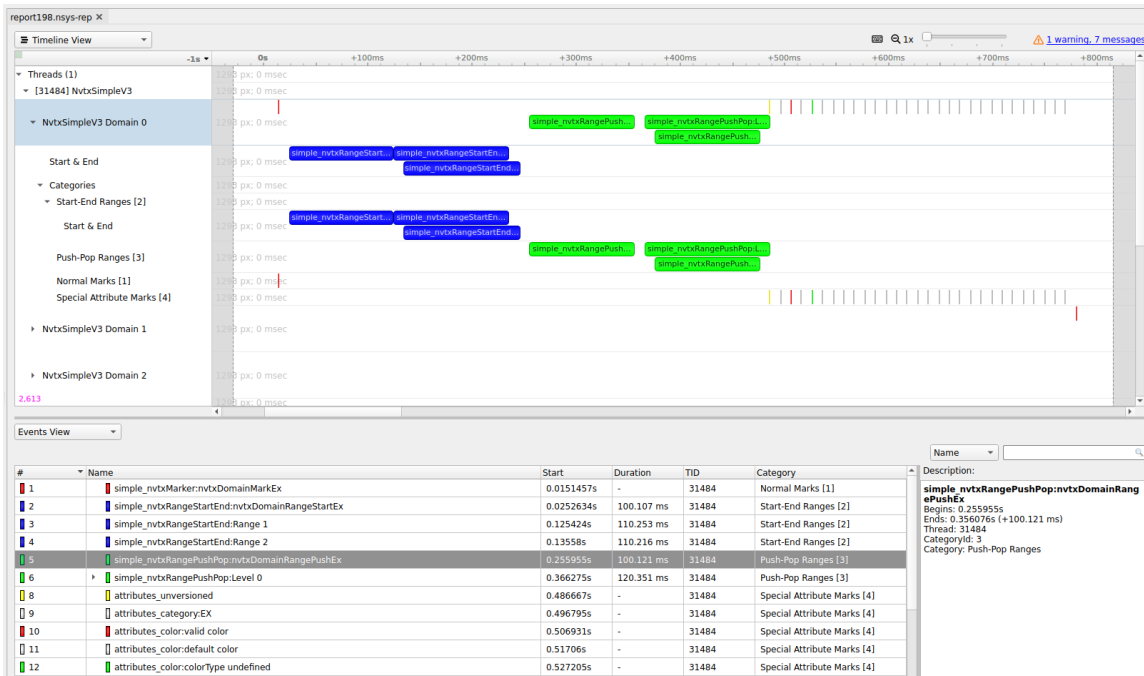 report198.nsys-rep ✕
Timeline View
1x
1 warning, 7 messages
-1s
0s +100ms +200ms +300ms +400ms +500ms +600ms +700ms +800ms
Threads (1)
[31484] NvtxSimpleV3
NvtxSimpleV3 Domain 0
simple_nvtxRangePush... simple_nvtxRangePushPop:L...
simple_nvtxRangePush...
Start & End
simple_nvtxRangeStart... simple_nvtxRangeStartEn...
simple_nvtxRangeStartEnd...
Categories
Start-End Ranges [2]
Start & End
simple_nvtxRangeStart... simple_nvtxRangeStartEn...
simple_nvtxRangeStartEnd...
Push-Pop Ranges [3]
simple_nvtxRangePush... simple_nvtxRangePushPop:L...
simple_nvtxRangePush...
Normal Marks [1]
Special Attribute Marks [4]
NvtxSimpleV3 Domain 1
NvtxSimpleV3 Domain 2
2,613
Events View
Name
# Name Start Duration TID Category
1 simple_nvtxMarker:nvtxDomainMarkEx 0.0151457s - 31484 Normal Marks [1]
2 simple_nvtxRangeStartEnd:nvtxDomainRangeStartEx 0.0252634s 100.107 ms 31484 Start-End Ranges [2]
3 simple_nvtxRangeStartEnd:Range 1 0.125424s 110.253 ms 31484 Start-End Ranges [2]
4 simple_nvtxRangeStartEnd:Range 2 0.13558s 110.216 ms 31484 Start-End Ranges [2]
5 simple_nvtxRangePushPop:nvtxDomainRangePushEx 0.255955s 100.121 ms 31484 Push-Pop Ranges [3]
6 simple_nvtxRangePushPop:Level 0 0.366275s 120.351 ms 31484 Push-Pop Ranges [3]
8 attributes_unversioned 0.486667s - 31484 Special Attribute Marks [4]
9 attributes_category:EX 0.496795s - 31484 Special Attribute Marks [4]
10 attributes_color:valid color 0.506931s - 31484 Special Attribute Marks [4]
11 attributes_color:default color 0.51706s - 31484 Special Attribute Marks [4]
12 attributes_color:colorType undefined 0.527205s - 31484 Special Attribute Marks [4]
Description:
simple_nvtxRangePushPop:nvtxDomainRang
ePushEx
Begins: 0.255955s
Ends: 0.356076s (+100.121 ms)
Thread: 31484
CategoryId: 3
Category: Push-Pop Ranges